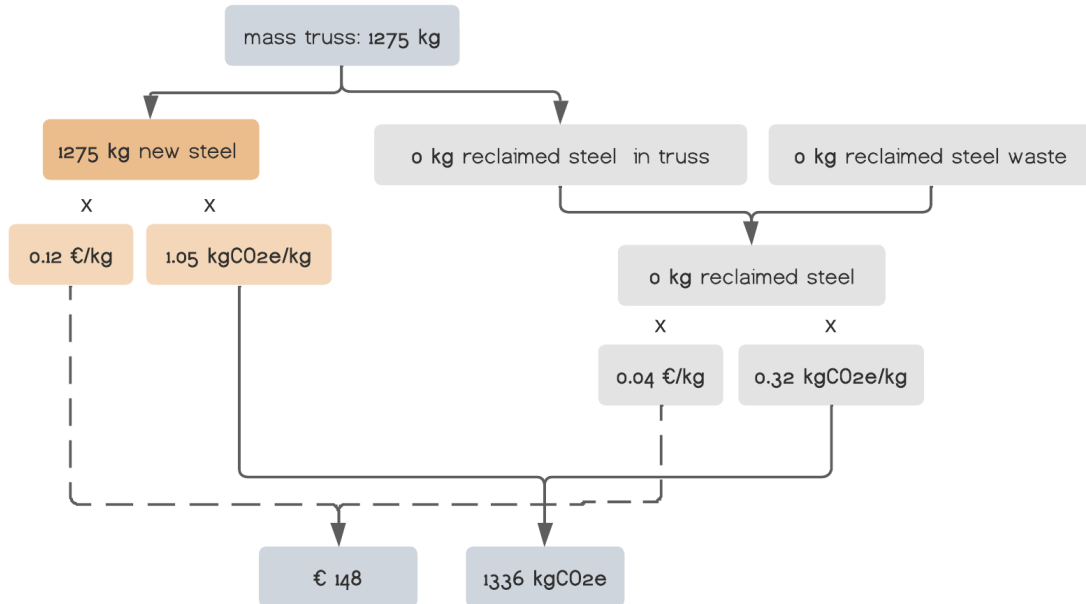 mass truss: 1275 kg
1275 kg new steel
0 kg reclaimed steel in truss
0 kg reclaimed steel waste
x
x
0.12 €/kg
1.05 kgCO2e/kg
0 kg reclaimed steel
x
x
0.04 €/kg
0.32 kgCO2e/kg
€ 148
1336 kgCO2e